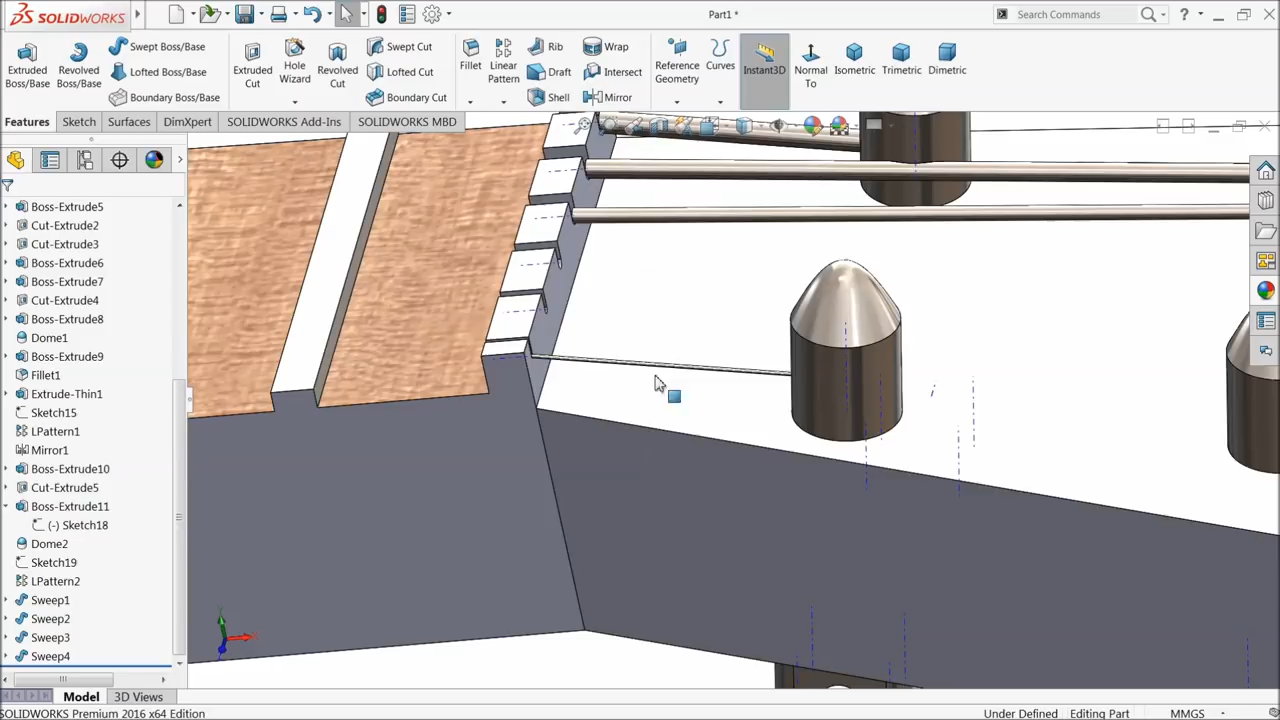 SOLIDWORKS
Part1 *
Search Commands
?
Extruded
Boss/Base
Revolved
Boss/Base
Swept Boss/Base
Lofted Boss/Base
Boundary Boss/Base
Extruded
Cut
Hole
Wizard
Revolved
Cut
Swept Cut
Lofted Cut
Boundary Cut
Fillet
Linear
Pattern
Rib
Draft
Shell
Wrap
Intersect
Mirror
Reference
Geometry
Curves
Instant3D
Normal
To
Isometric
Trimetric
Dimetric
Features
Sketch
Surfaces
DimXpert
SOLIDWORKS Add-Ins
SOLIDWORKS MBD
Boss-Extrude5
Cut-Extrude2
Cut-Extrude3
Boss-Extrude6
Boss-Extrude7
Cut-Extrude4
Boss-Extrude8
Dome1
Boss-Extrude9
Fillet1
Extrude-Thin1
Sketch15
LPattern1
Mirror1
Boss-Extrude10
Cut-Extrude5
Boss-Extrude11
(-) Sketch18
Dome2
Sketch19
LPattern2
Sweep1
Sweep2
Sweep3
Sweep4
Model
3D Views
SOLIDWORKS Premium 2016 x64 Edition
Under Defined
Editing Part
MMGS